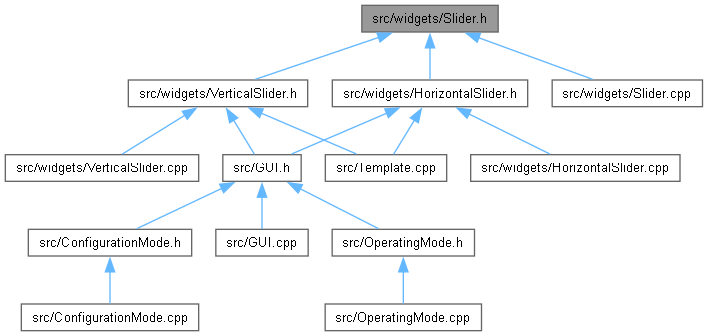 src/widgets/Slider.h
src/widgets/VerticalSlider.h
src/widgets/HorizontalSlider.h
src/widgets/Slider.cpp
src/widgets/VerticalSlider.cpp
src/GUI.h
src/Template.cpp
src/widgets/HorizontalSlider.cpp
src/ConfigurationMode.h
src/GUI.cpp
src/OperatingMode.h
src/ConfigurationMode.cpp
src/OperatingMode.cpp